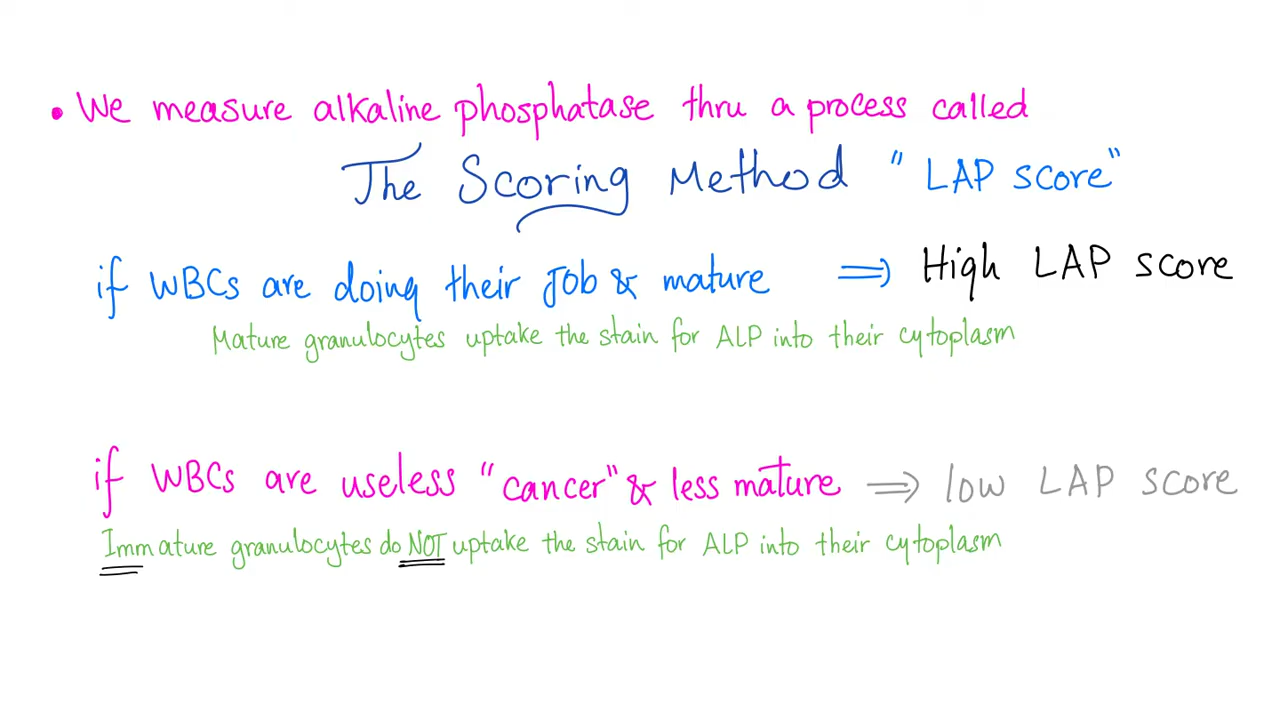 • We measure alkaline phosphatase thru a process called
The Scoring Method "LAP score"
if WBCs are doing their Job & mature ⟹ High LAP score
Mature granulocytes uptake the stain for ALP into their cytoplasm
if WBCs are useless "cancer" & less mature ⟹ low LAP score
Immature granulocytes do NOT uptake the stain for ALP into their cytoplasm